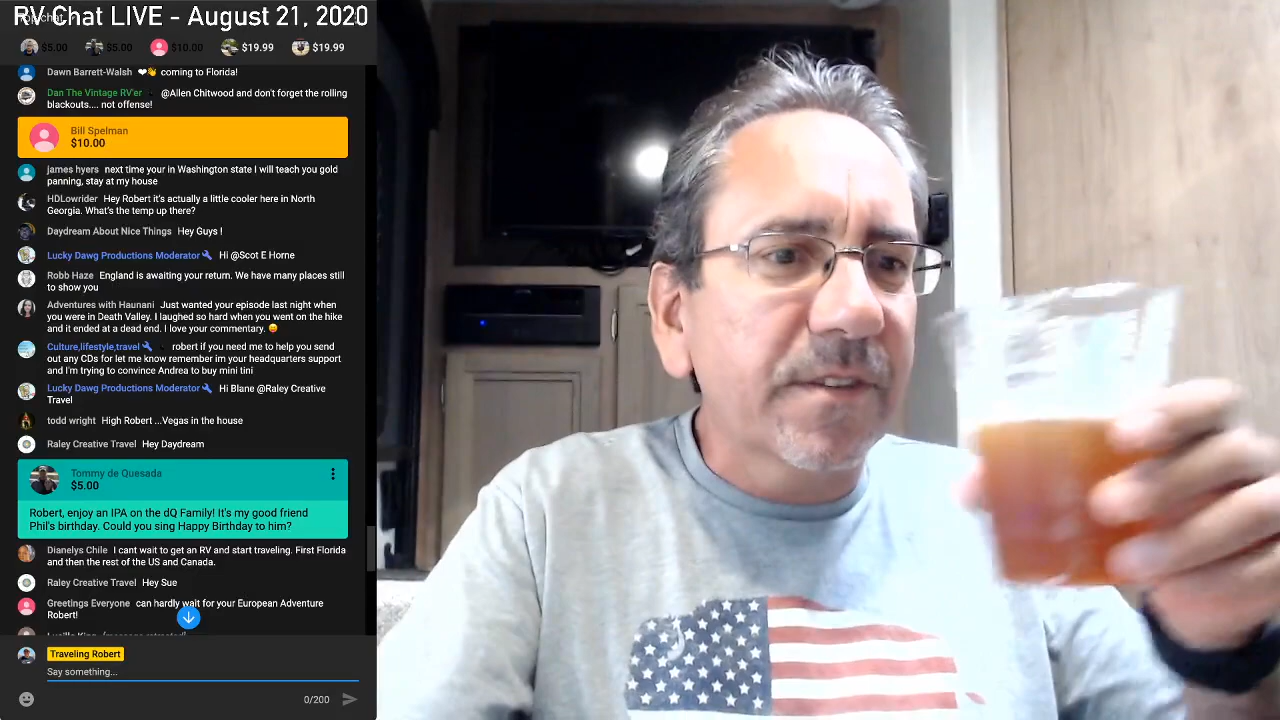 RV Chat LIVE - August 21, 2020
$5.00 $5.00 $10.00 $19.99 $19.99
Dawn Barrett-Walsh ❤👋 coming to Florida!
Dan The Vintage RV'er @Allen Chitwood and don't forget the rolling
blackouts.... not offense!
Bill Spelman
$10.00
james hyers next time your in Washington state I will teach you gold
panning, stay at my house
HDLowrider Hey Robert it's actually a little cooler here in North
Georgia. What's the temp up there?
Daydream About Nice Things Hey Guys !
Lucky Dawg Productions Moderator Hi @Scot E Horne
Robb Haze England is awaiting your return. We have many places still
to show you
Adventures with Haunani Just wanted your episode last night when
you were in Death Valley. I laughed so hard when you went on the hike
and it ended at a dead end. I love your commentary. 😄
Culture,lifestyle,travel robert if you need me to help you send
out any CDs for let me know remember im your headquarters support
and I'm trying to convince Andrea to buy mini tini
Lucky Dawg Productions Moderator Hi Blane @Raley Creative
Travel
todd wright High Robert ...Vegas in the house
Raley Creative Travel Hey Daydream
Tommy de Quesada
$5.00
Robert, enjoy an IPA on the dQ Family! It's my good friend
Phil's birthday. Could you sing Happy Birthday to him?
Dianelys Chile I cant wait to get an RV and start traveling. First Florida
and then the rest of the US and Canada.
Raley Creative Travel Hey Sue
Greetings Everyone can hardly wait for your European Adventure
Robert!
Traveling Robert
Say something...
0/200